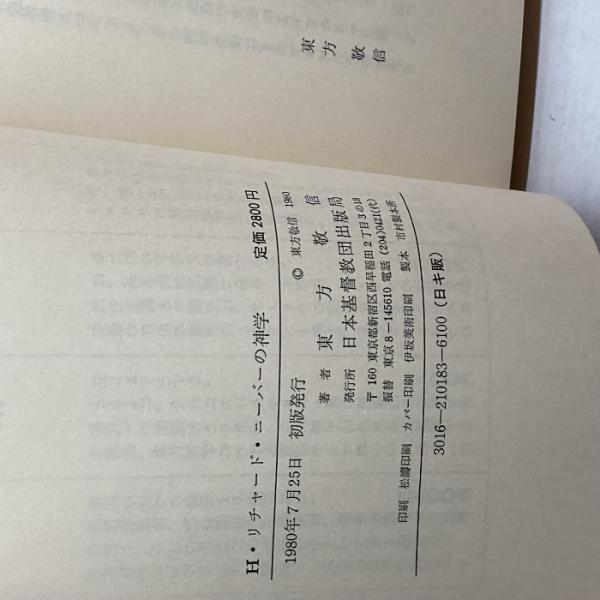 東方敬信
H・リチャード・ニーバーの神学 定価2800円
1980年7月25日 初版発行 © 東方敬信 1980
著者 東方敬信
発行所 日本基督教団出版局
〒160 東京都新宿区西早稲田2丁目3の18
振替 東京8—145610 電話(204)0421(代)
印刷 松濤印刷 カバー印刷 伊坂美術印刷 製本 市村製本所
3016—210183—6100(日キ販)